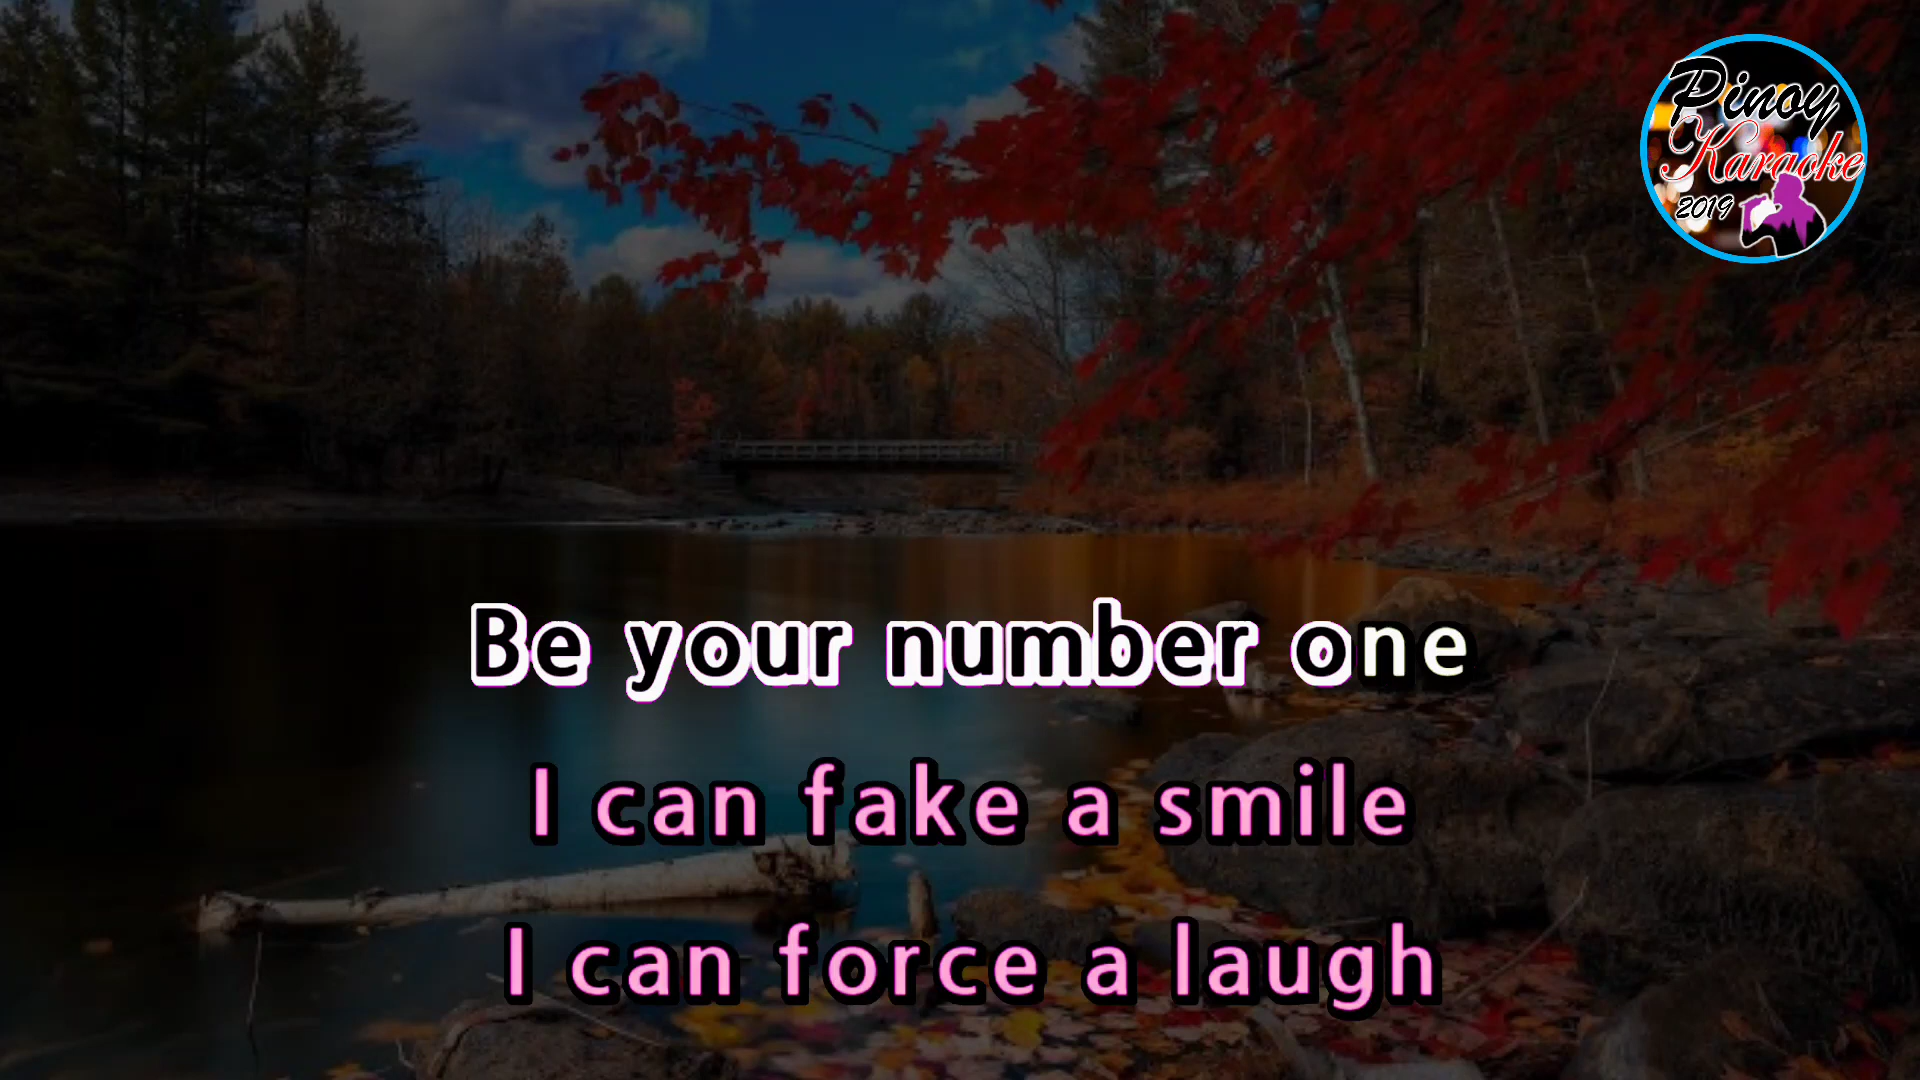 Pinoy
Karaoke
2019
Be your number one
I can fake a smile
I can force a laugh